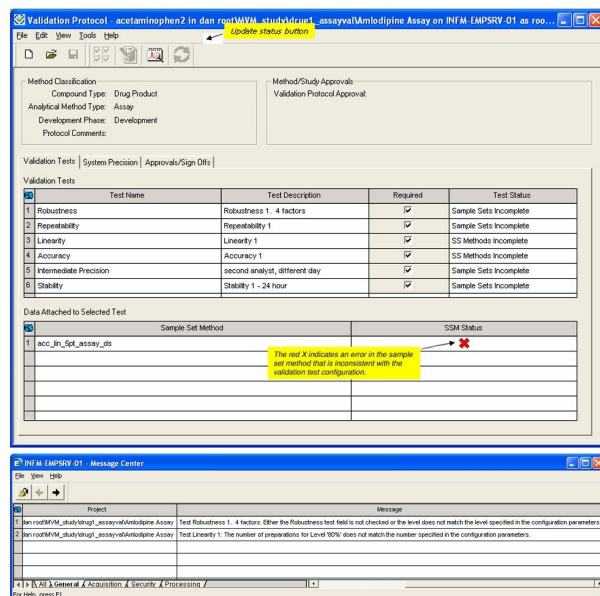 Validation Protocol - acetaminophen2 in dan root\MVM_study\drug1_assayval\Amlodipine Assay on INFM-EMPSRV-01 as roo...
File Edit View Tools Help
Update status button
Method Classification
Compound Type: Drug Product
Analytical Method Type: Assay
Development Phase: Development
Protocol Comments:
Method/Study Approvals
Validation Protocol Approval:
Validation Tests System Precision Approvals/Sign Offs
Validation Tests
Test Name Test Description Required Test Status
1 Robustness Robustness 1. 4 factors Sample Sets Incomplete
2 Repeatability Repeatability 1 Sample Sets Incomplete
3 Linearity Linearity 1 SS Methods Incomplete
4 Accuracy Accuracy 1 SS Methods Incomplete
5 Intermediate Precision second analyst, different day Sample Sets Incomplete
6 Stability Stability 1 - 24 hour Sample Sets Incomplete
Data Attached to Selected Test
Sample Set Method SSM Status
1 acc_lin_5pt_assay_ds
The red X indicates an error in the sample
set method that is inconsistent with the
validation test configuration.
INFM-EMPSRV-01 - Message Center
File View Help
Project Message
1 dan root\MVM_study\drug1_assayval\Amlodipine Assay Test Robustness 1. 4 factors: Either the Robustness test field is not checked or the level does not match the level specified in the configuration parameters
2 dan root\MVM_study\drug1_assayval\Amlodipine Assay Test Linearity 1: The number of preparations for Level '80%' does not match the number specified in the configuration parameters.
All General Acquisition Security Processing
For Help, press F1